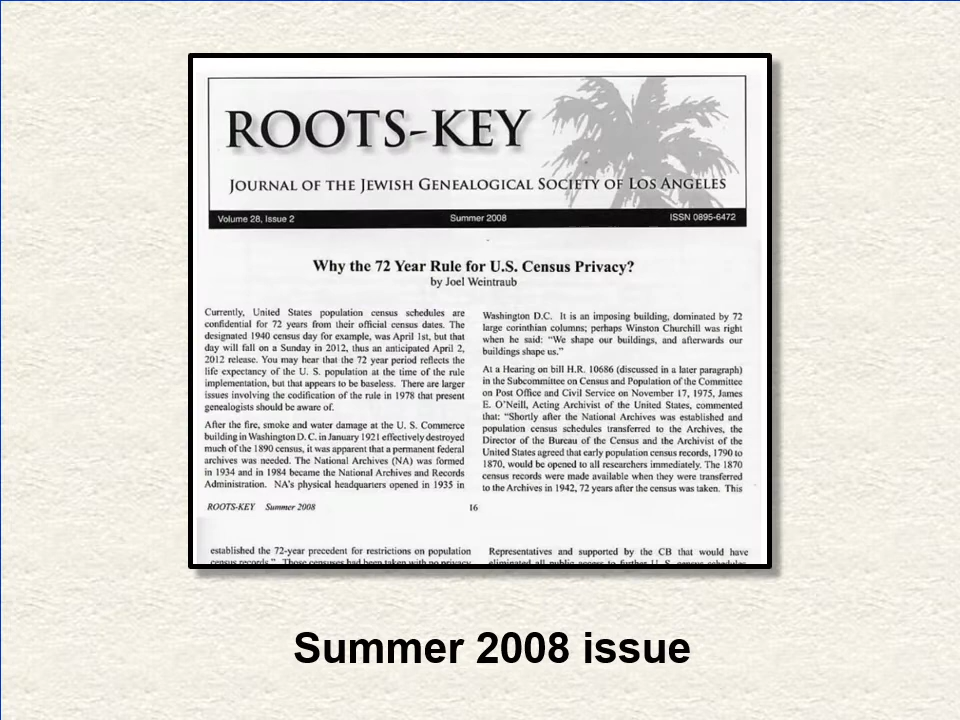 ROOTS-KEY
JOURNAL OF THE JEWISH GENEALOGICAL SOCIETY OF LOS ANGELES
Volume 28, Issue 2 Summer 2008 ISSN 0895-6472
Why the 72 Year Rule for U.S. Census Privacy?
by Joel Weintraub
Currently, United States population census schedules are
confidential for 72 years from their official census dates. The
designated 1940 census day for example, was April 1st, but that
day will fall on a Sunday in 2012, thus an anticipated April 2,
2012 release. You may hear that the 72 year period reflects the
life expectancy of the U. S. population at the time of the rule
implementation, but that appears to be baseless. There are larger
issues involving the codification of the rule in 1978 that present
genealogists should be aware of.
After the fire, smoke and water damage at the U. S. Commerce
building in Washington D. C. in January 1921 effectively destroyed
much of the 1890 census, it was apparent that a permanent federal
archives was needed. The National Archives (NA) was formed
in 1934 and in 1984 became the National Archives and Records
Administration. NA's physical headquarters opened in 1935 in
Washington D.C. It is an imposing building, dominated by 72
large corinthian columns; perhaps Winston Churchill was right
when he said: “We shape our buildings, and afterwards our
buildings shape us.”
At a Hearing on bill H.R. 10686 (discussed in a later paragraph)
in the Subcommittee on Census and Population of the Committee
on Post Office and Civil Service on November 17, 1975, James
E. O’Neill, Acting Archivist of the United States, commented
that: “Shortly after the National Archives was established and
population census schedules transferred to the Archives, the
Director of the Bureau of the Census and the Archivist of the
United States agreed that early population census records, 1790 to
1870, would be opened to all researchers immediately. The 1870
census records were made available when they were transferred
to the Archives in 1942, 72 years after the census was taken. This
ROOTS-KEY Summer 2008 16
established the 72-year precedent for restrictions on population
census records.” Those censuses had been taken with no privacy
Representatives and supported by the CB that would have
eliminated all public access to further U. S. census schedules
Summer 2008 issue